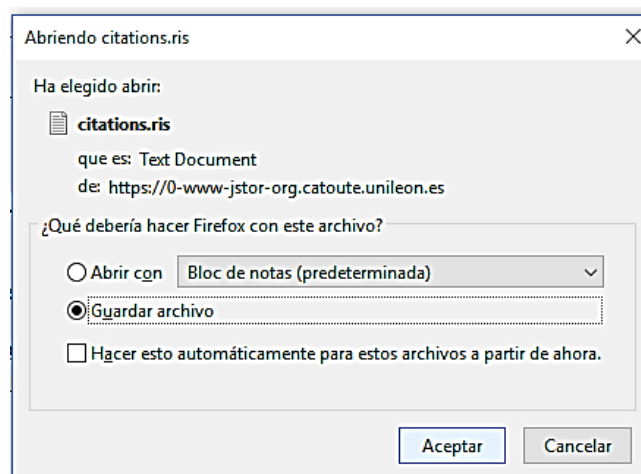 Abriendo citations.ris
Ha elegido abrir:
citations.ris
que es: Text Document
de: https://0-www-jstor-org.catoute.unileon.es
¿Qué debería hacer Firefox con este archivo?
Abrir con Bloc de notas (predeterminada)
Guardar archivo
Hacer esto automáticamente para estos archivos a partir de ahora.
Aceptar Cancelar